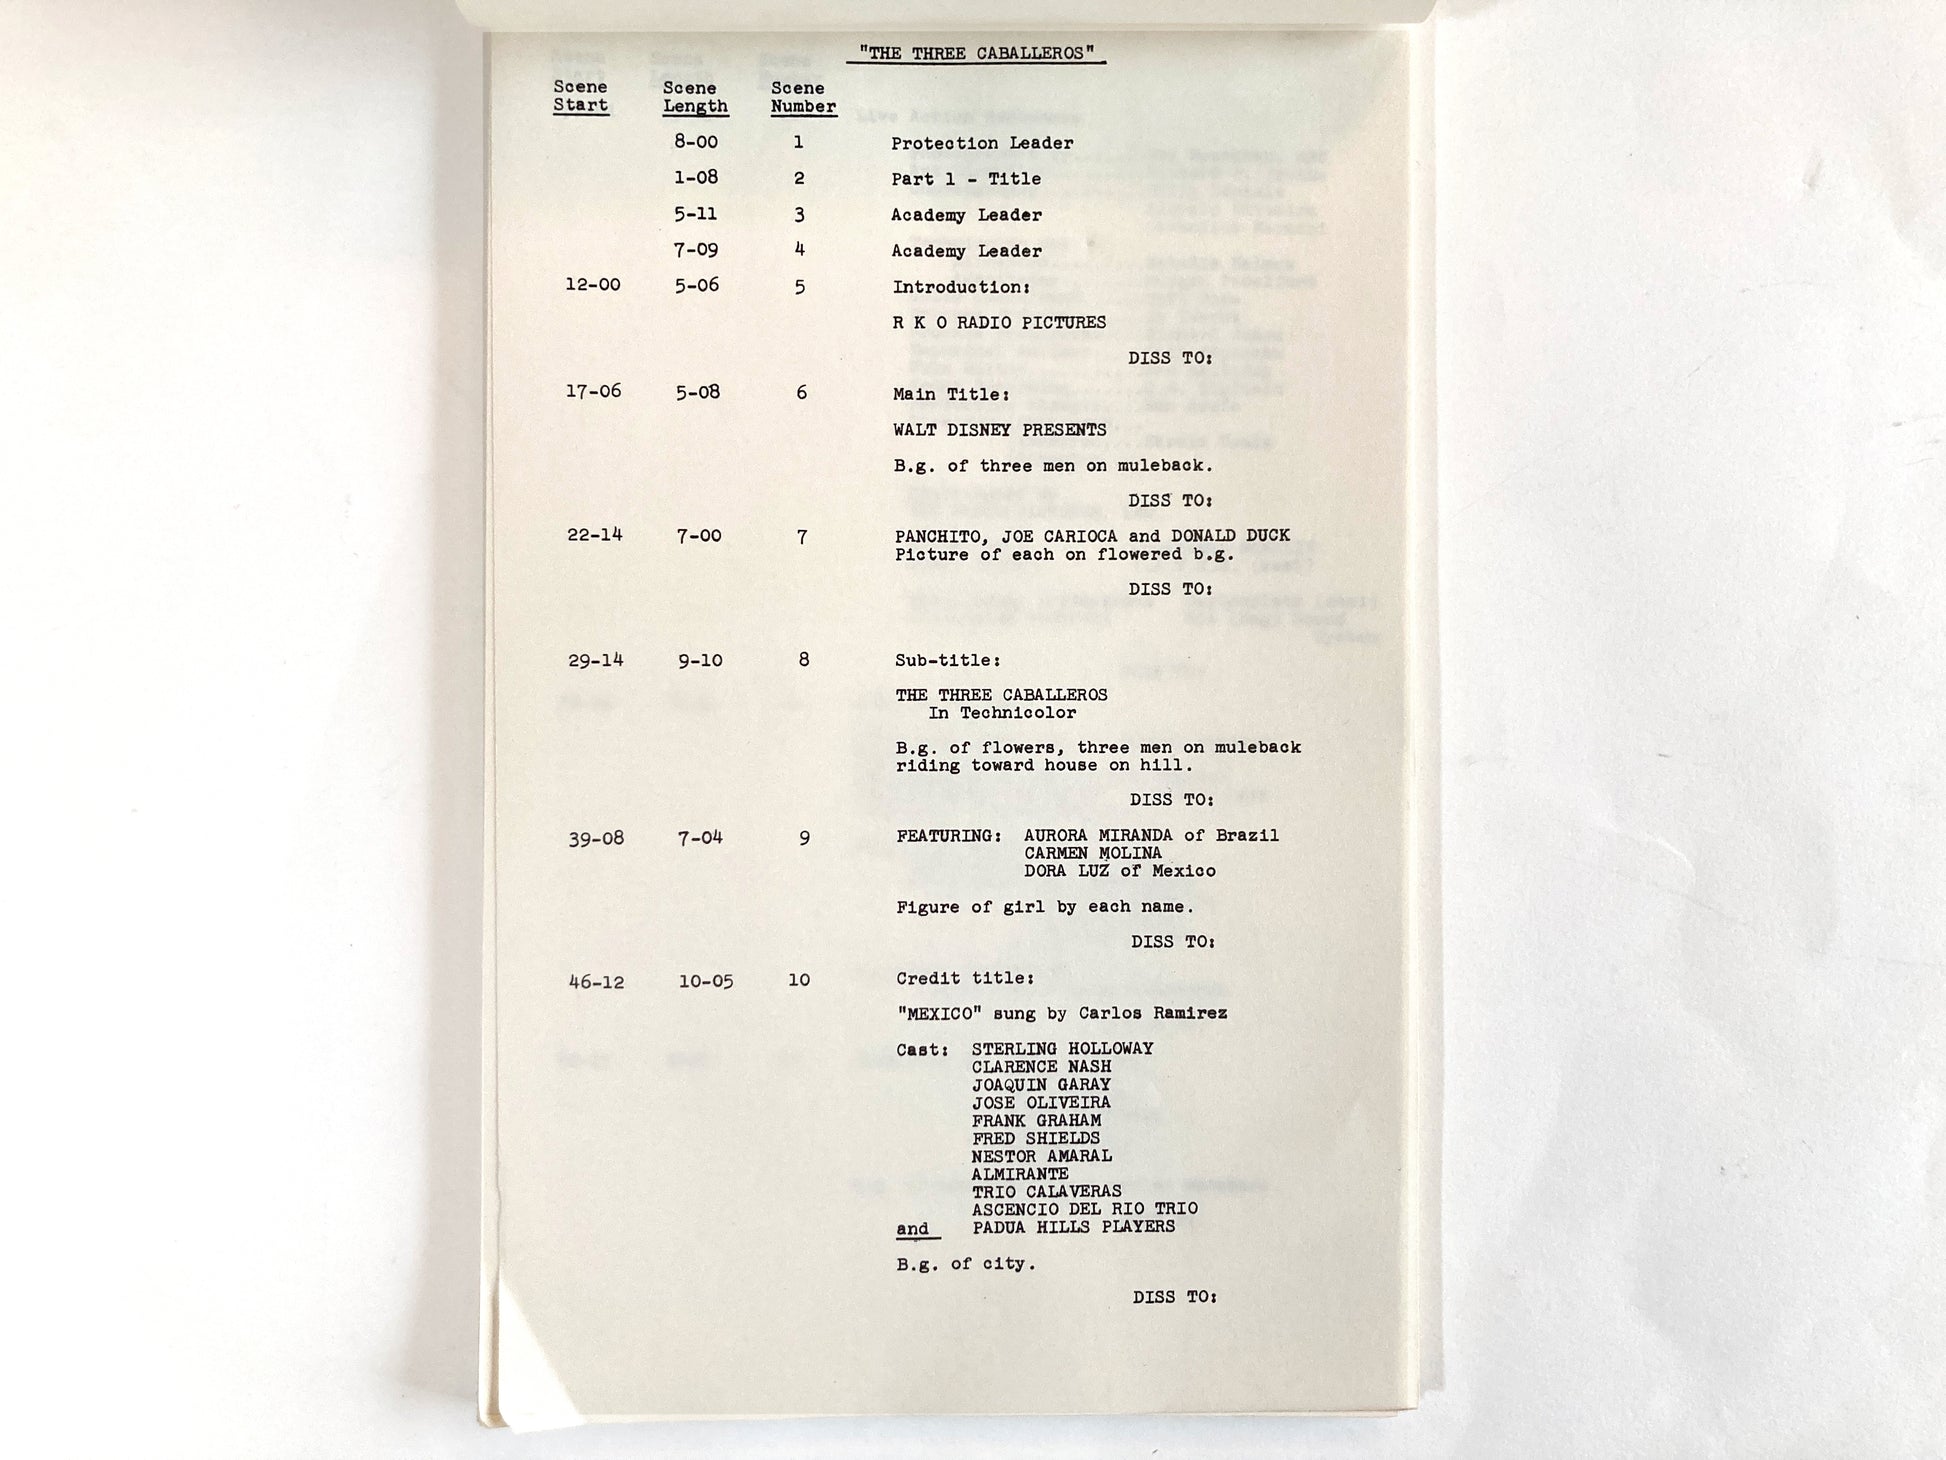 "THE THREE CABALLEROS"
Scene Scene Scene
Start Length Number
8-00 1 Protection Leader
1-08 2 Part 1 - Title
5-11 3 Academy Leader
7-09 4 Academy Leader
12-00 5-06 5 Introduction:
R K O RADIO PICTURES
DISS TO:
17-06 5-08 6 Main Title:
WALT DISNEY PRESENTS
B.g. of three men on muleback.
DISS TO:
22-14 7-00 7 PANCHITO, JOE CARIOCA and DONALD DUCK
Picture of each on flowered b.g.
DISS TO:
29-14 9-10 8 Sub-title:
THE THREE CABALLEROS
In Technicolor
B.g. of flowers, three men on muleback
riding toward house on hill.
DISS TO:
39-08 7-04 9 FEATURING: AURORA MIRANDA of Brazil
CARMEN MOLINA
DORA LUZ of Mexico
Figure of girl by each name.
DISS TO:
46-12 10-05 10 Credit title:
"MEXICO" sung by Carlos Ramirez
Cast: STERLING HOLLOWAY
CLARENCE NASH
JOAQUIN GARAY
JOSE OLIVEIRA
FRANK GRAHAM
FRED SHIELDS
NESTOR AMARAL
ALMIRANTE
TRIO CALAVERAS
ASCENCIO DEL RIO TRIO
and PADUA HILLS PLAYERS
B.g. of city.
DISS TO: